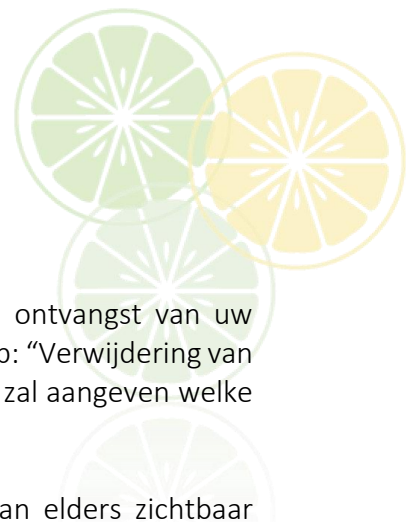 ontvangst van uw
: “Verwijdering van
zal aangeven welke
an elders zichtbaar